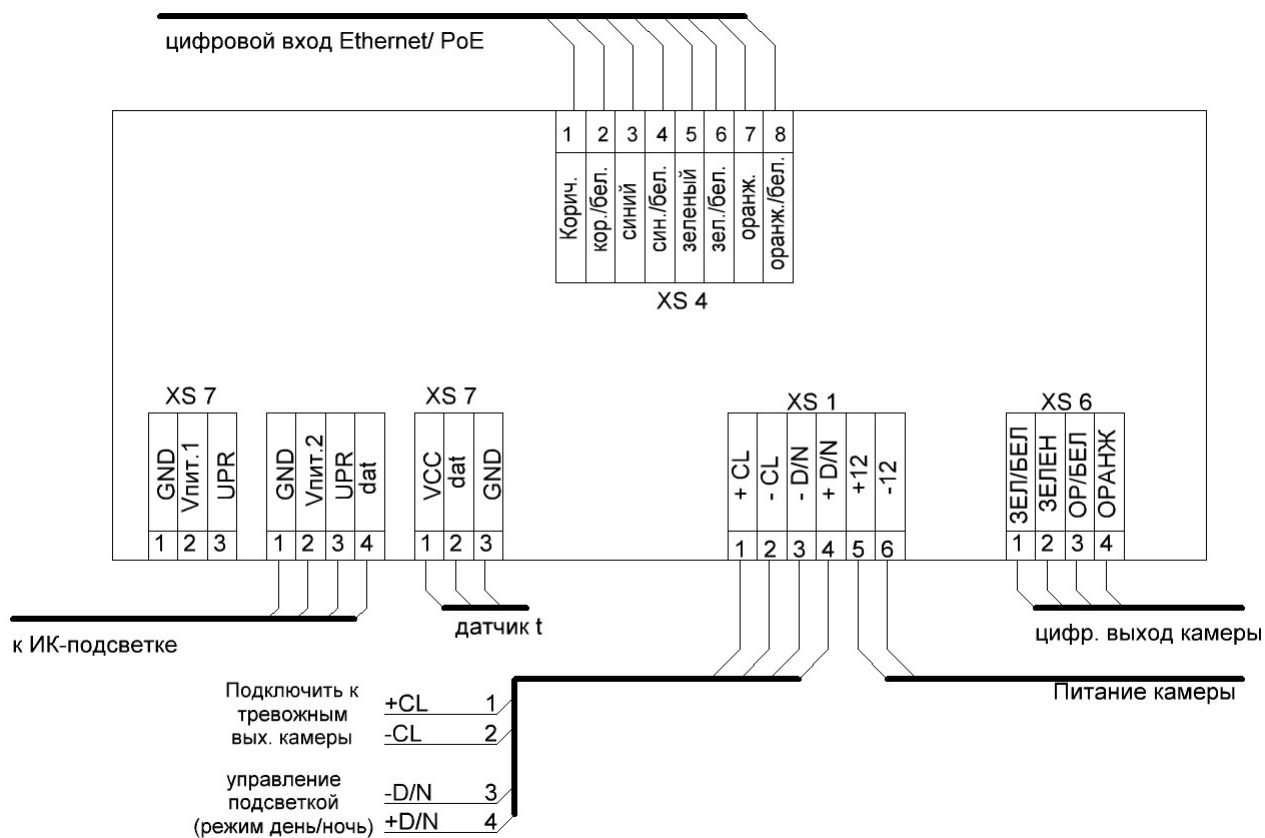 цифровой вход Ethernet/ PoE
1 2 3 4 5 6 7 8
Корич.
кор./бел.
синий
син./бел.
зеленый
зел./бел.
оранж.
оранж./бел.
XS 4
XS 7
GND
Vпит.1
UPR
1 2 3
GND
Vпит.2
UPR
dat
1 2 3 4
XS 7
VCC
dat
GND
1 2 3
XS 1
+ CL
- CL
- D/N
+ D/N
+12
-12
1 2 3 4 5 6
XS 6
ЗЕЛ/БЕЛ
ЗЕЛЕН
ОР/БЕЛ
ОРАНЖ
1 2 3 4
к ИК-подсветке
датчик t
цифр. выход камеры
Питание камеры
Подключить к
тревожным
вых. камеры
+CL 1
-CL 2
управление
подсветкой
(режим день/ночь)
-D/N 3
+D/N 4